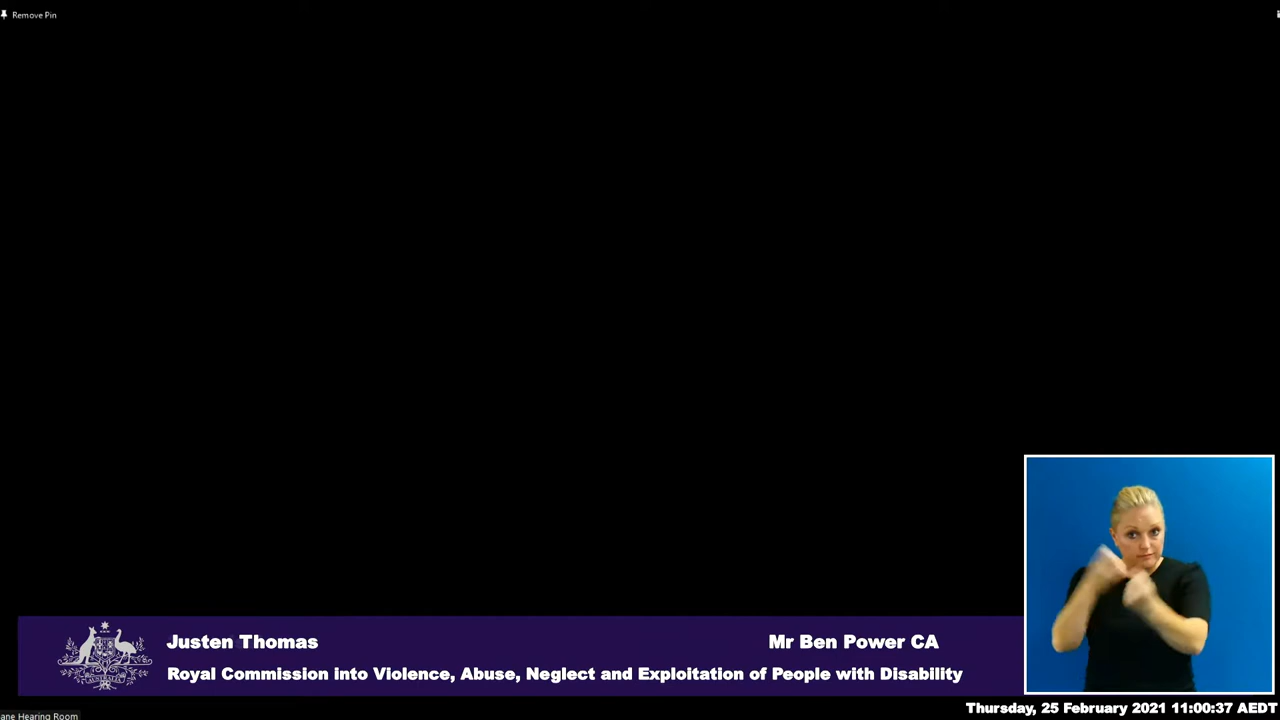 Remove Pin
Justen Thomas
Mr Ben Power CA
Royal Commission into Violence, Abuse, Neglect and Exploitation of People with Disability
Thursday, 25 February 2021 11:00:37 AEDT
ane Hearing Room